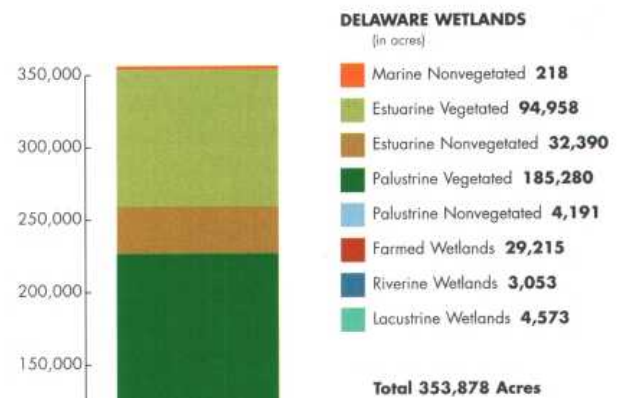 DELAWARE WETLANDS
(in acres)
350,000
Marine Nonvegetated 218
Estuarine Vegetated 94,958
300,000
Estuarine Nonvegetated 32,390
Palustrine Vegetated 185,280
250,000
Palustrine Nonvegetated 4,191
Farmed Wetlands 29,215
200,000
Riverine Wetlands 3,053
Lacustrine Wetlands 4,573
150,000
Total 353,878 Acres